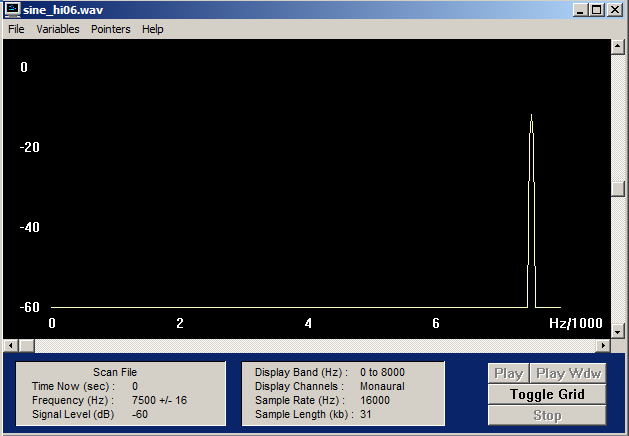 sine_hi06.wav
File Variables Pointers Help
0
-20
-40
-60
0 2 4 6 Hz/1000
Scan File
Time Now (sec) : 0
Frequency (Hz) : 7500 +/- 16
Signal Level (dB) -60
Display Band (Hz) : 0 to 8000
Display Channels : Monaural
Sample Rate (Hz) : 16000
Sample Length (kb) : 31
Play Play Wdw
Toggle Grid
Stop